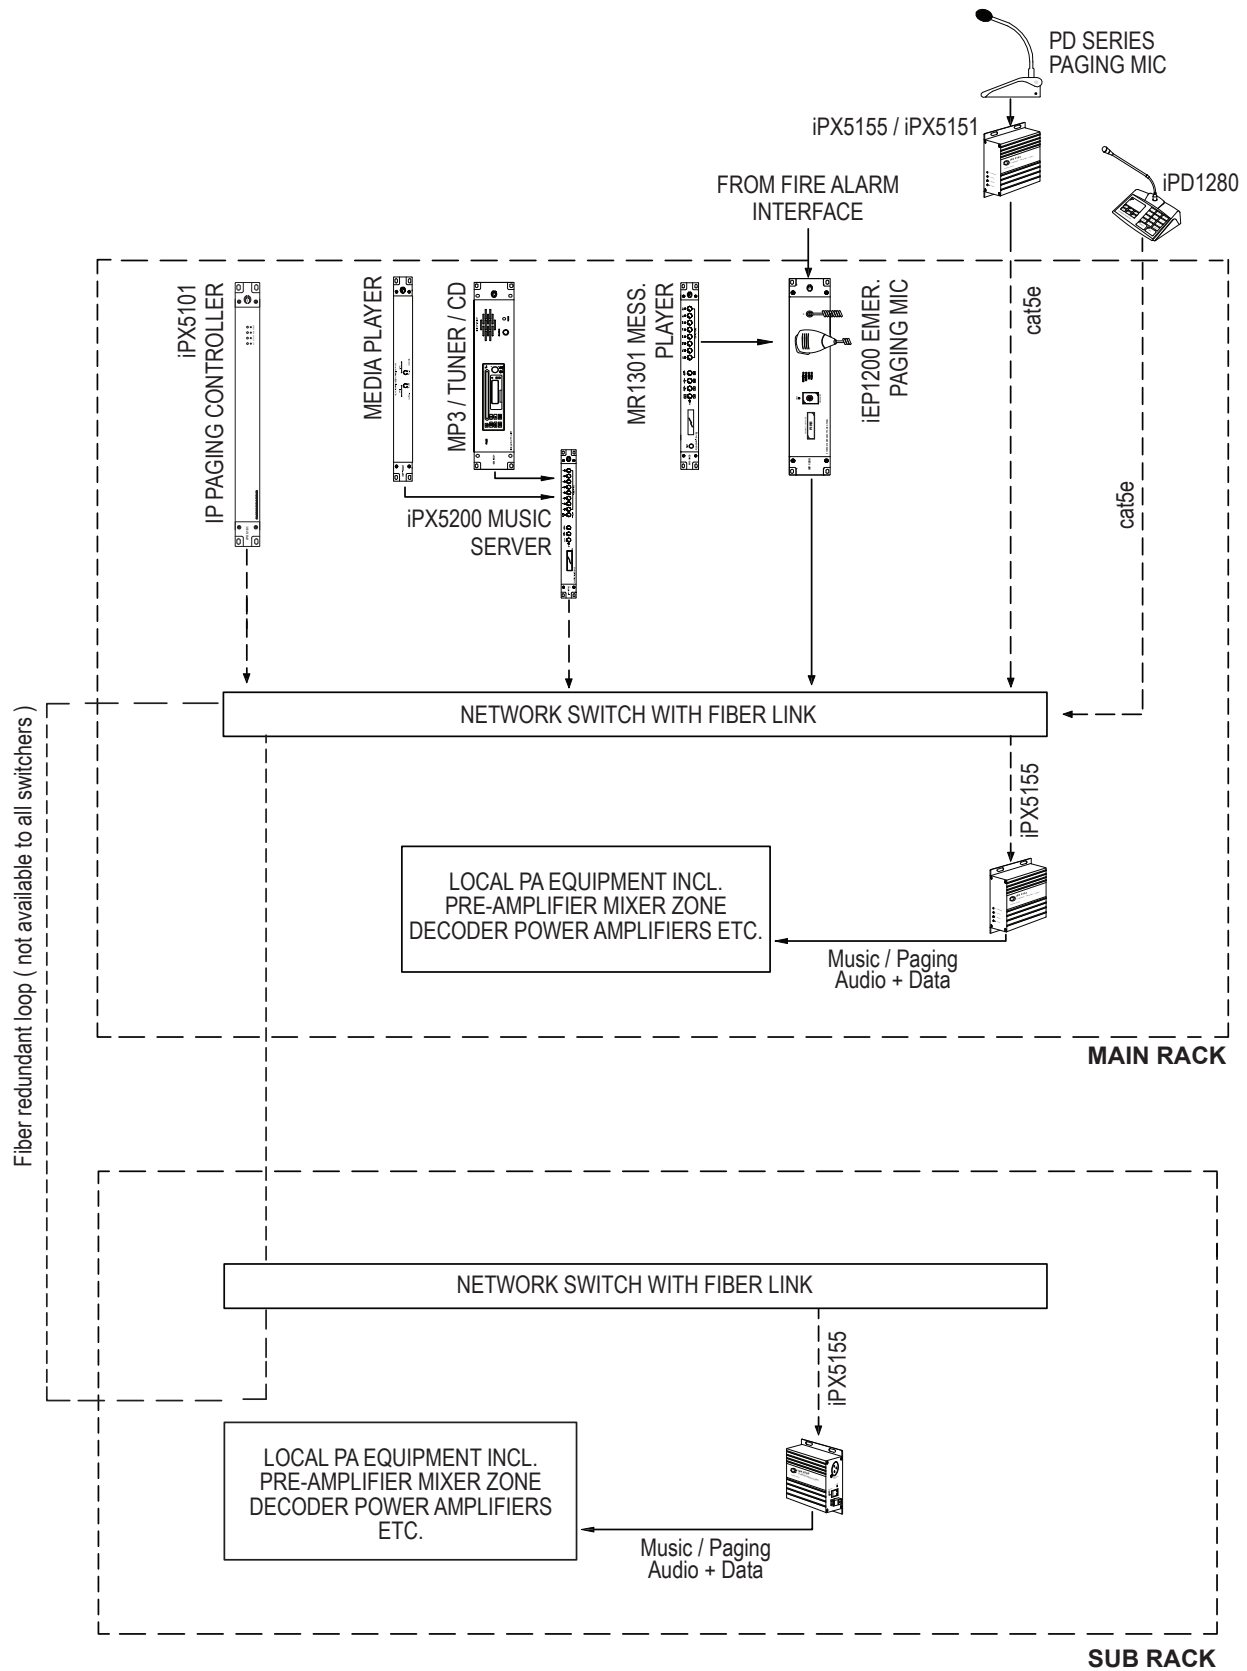 PD SERIES
PAGING MIC
iPX5155 / iPX5151
iPD1280
FROM FIRE ALARM
INTERFACE
iPX5101
IP PAGING CONTROLLER
MEDIA PLAYER
MP3 / TUNER / CD
MR1301 MESS.
PLAYER
iEP1200 EMER.
PAGING MIC
cat5e
cat5e
iPX5200 MUSIC
SERVER
NETWORK SWITCH WITH FIBER LINK
Fiber redundant loop ( not available to all switchers )
iPX5155
LOCAL PA EQUIPMENT INCL.
PRE-AMPLIFIER MIXER ZONE
DECODER POWER AMPLIFIERS ETC.
Music / Paging
Audio + Data
MAIN RACK
NETWORK SWITCH WITH FIBER LINK
iPX5155
LOCAL PA EQUIPMENT INCL.
PRE-AMPLIFIER MIXER ZONE
DECODER POWER AMPLIFIERS
ETC.
Music / Paging
Audio + Data
SUB RACK